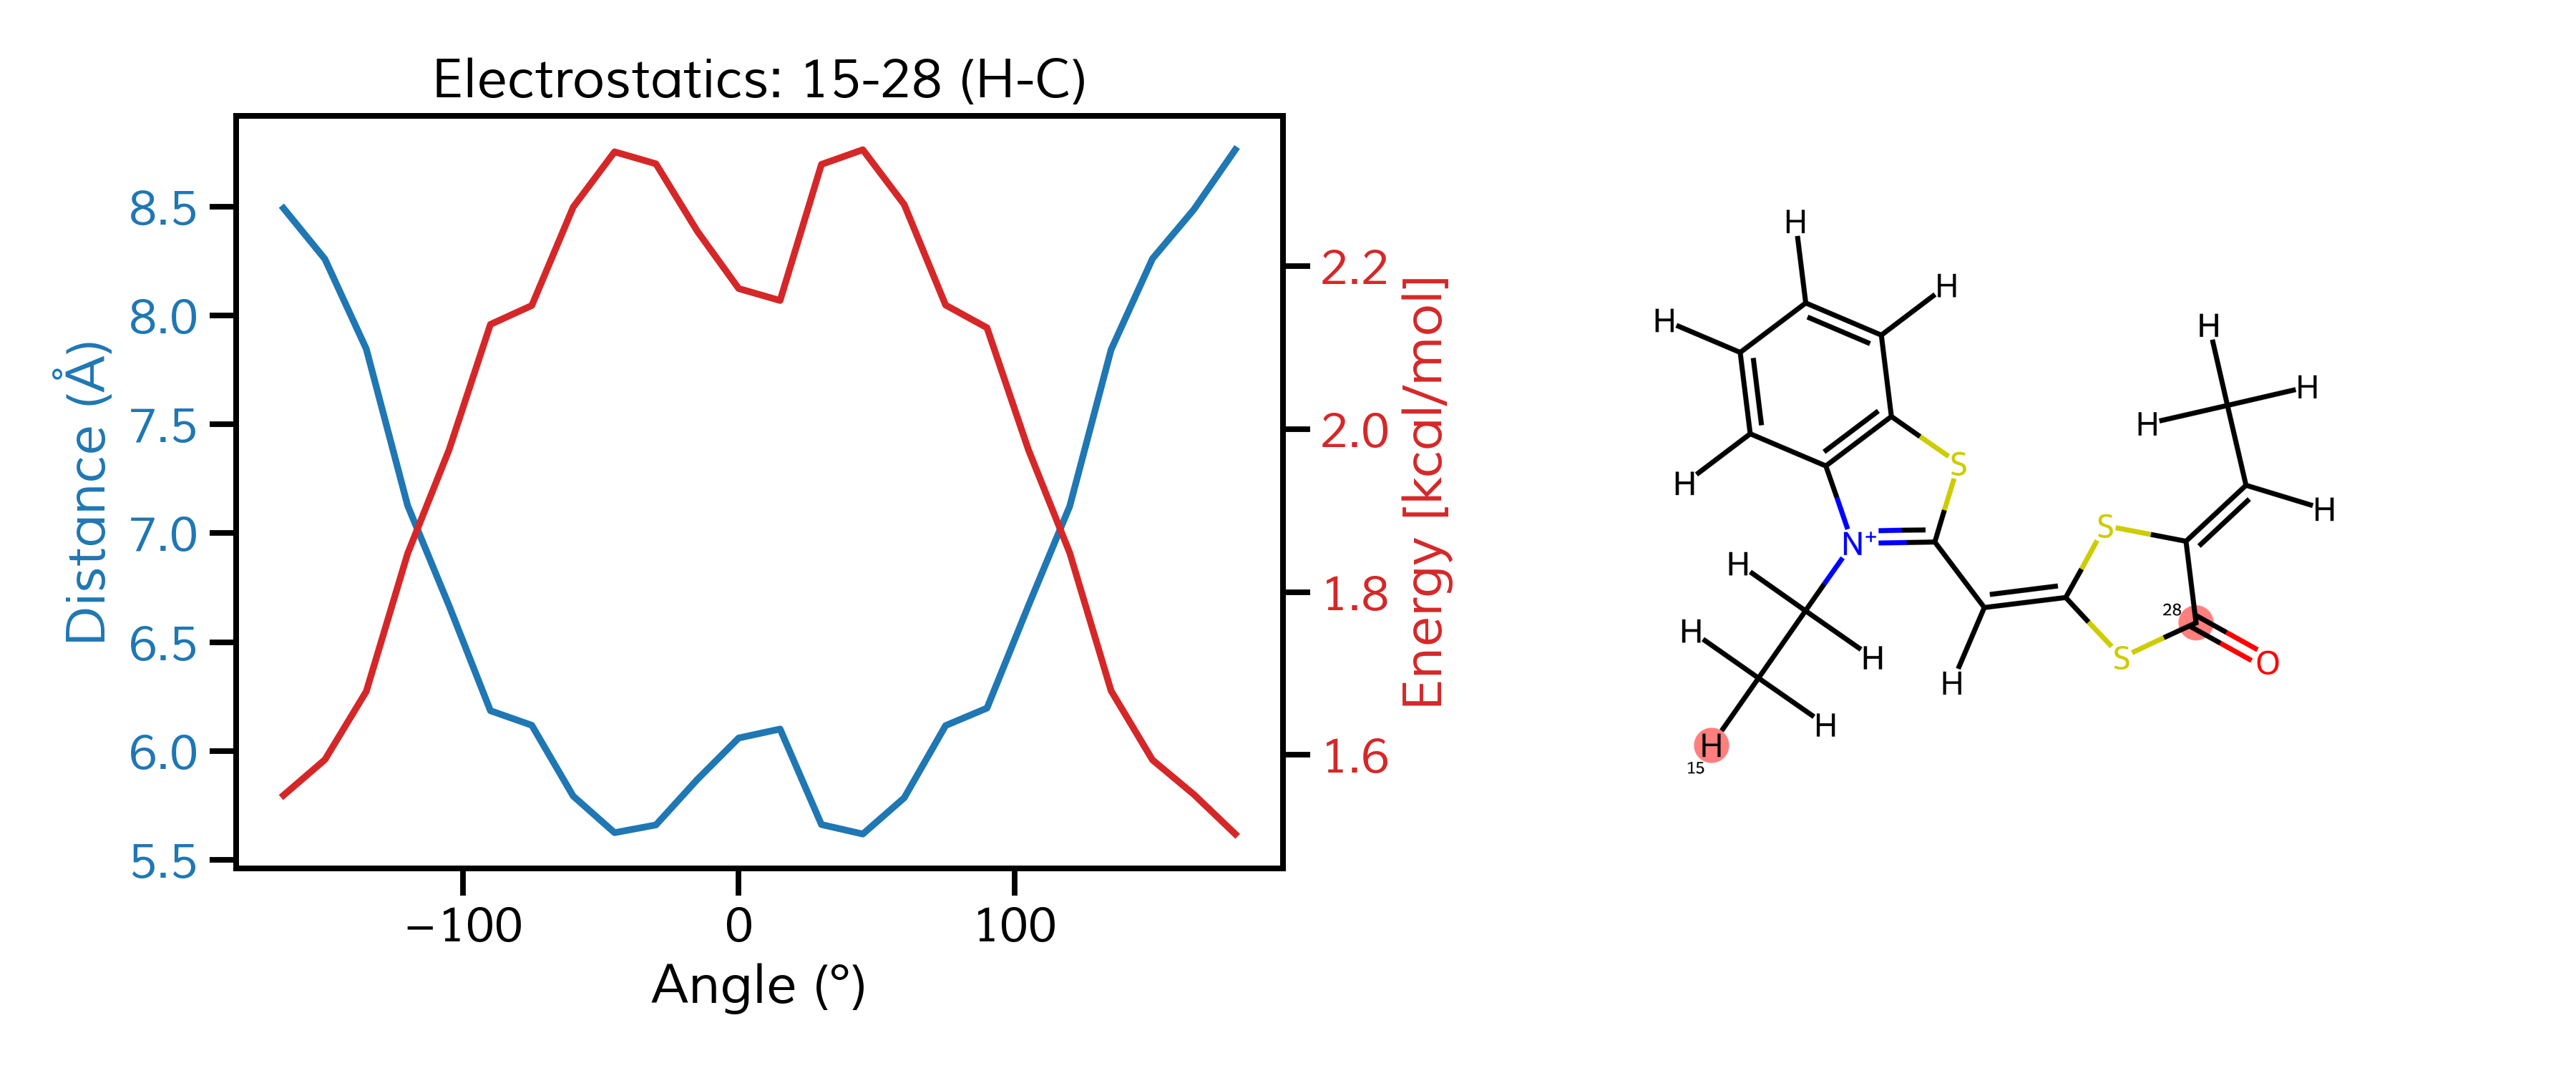 Electrostatics: 15-28 (H-C)
Distance (Å)
8.5
8.0
7.5
7.0
6.5
6.0
5.5
−100
0
100
Angle (°)
2.2
2.0
1.8
1.6
Energy [kcal/mol]
H
H
H
H
S
N+
H
H
H
H
H
15
H
S
S
28
O
H
H
H
H